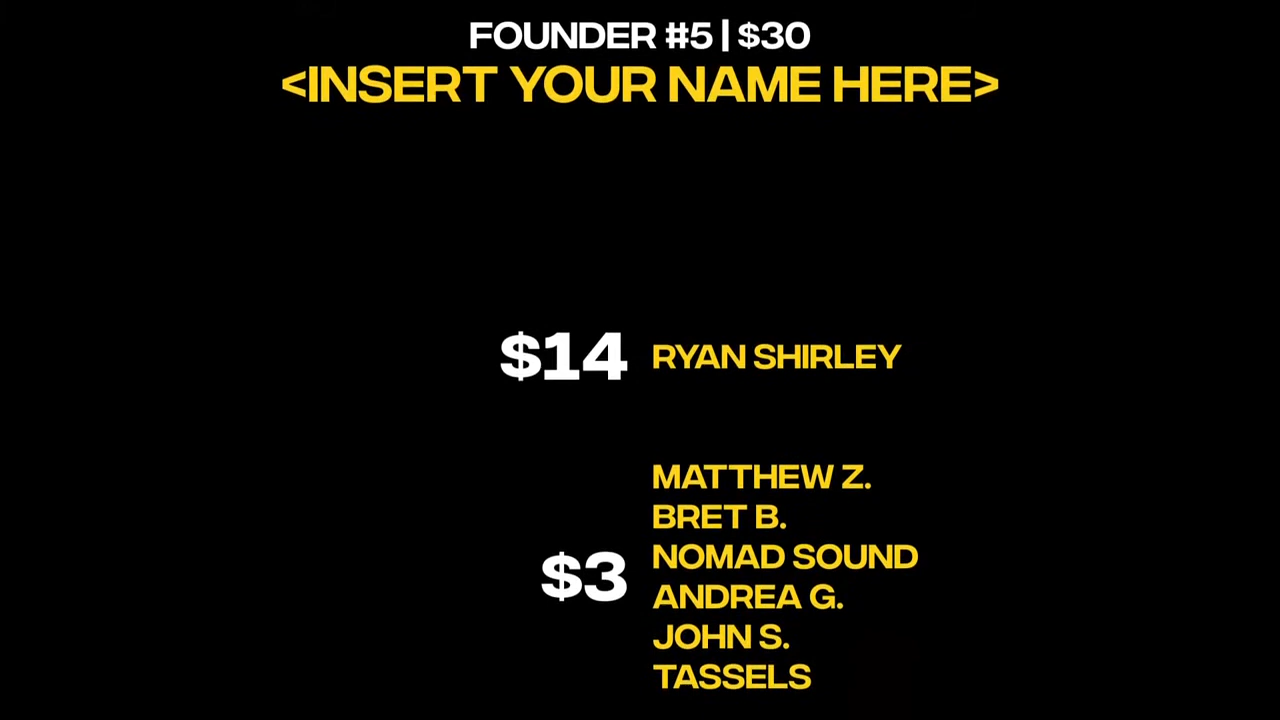 FOUNDER #5 | $30
<INSERT YOUR NAME HERE>
$14 RYAN SHIRLEY
$3
MATTHEW Z.
BRET B.
NOMAD SOUND
ANDREA G.
JOHN S.
TASSELS